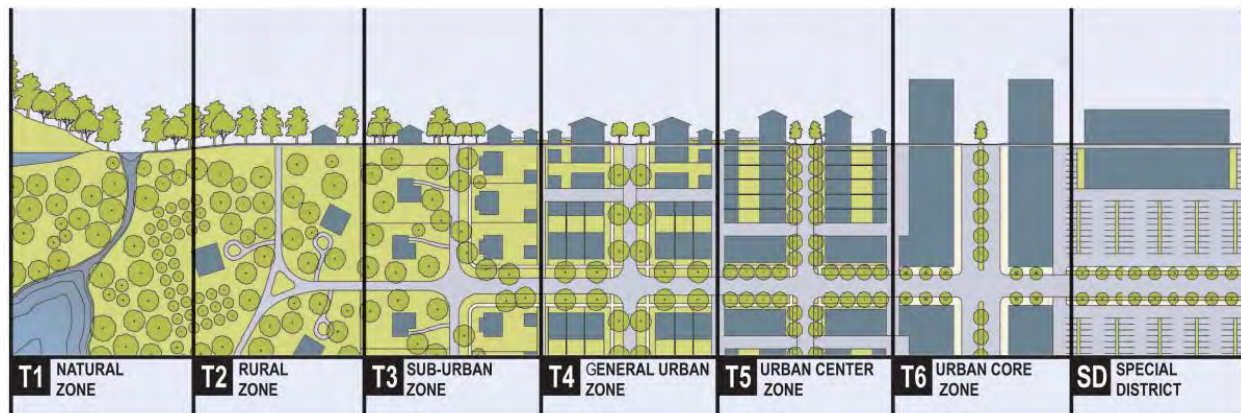 T1 NATURAL
ZONE
T2 RURAL
ZONE
T3 SUB-URBAN
ZONE
T4 GENERAL URBAN
ZONE
T5 URBAN CENTER
ZONE
T6 URBAN CORE
ZONE
SD SPECIAL
DISTRICT